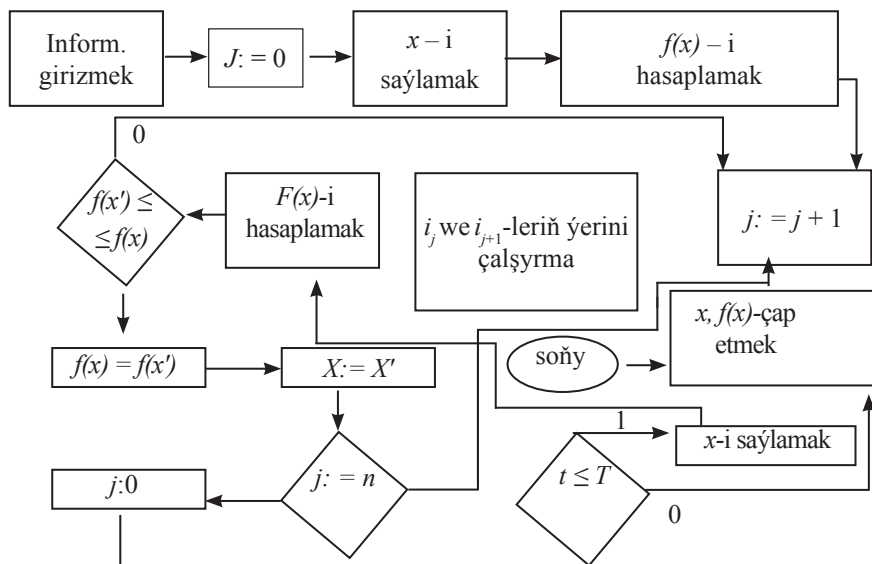 Inform.
girizmek
J: = 0
x – i
saýlamak
f(x) – i
hasaplamak
0
f(x′) ≤
≤ f(x)
F(x)-i
hasaplamak
i_j we i_{j+1}-leriň ýerini
çalşyrma
j: = j + 1
x, f(x)-çap
etmek
soňy
f(x) = f(x′)
X:= X′
1
x-i saýlamak
j:0
j: = n
t ≤ T
0